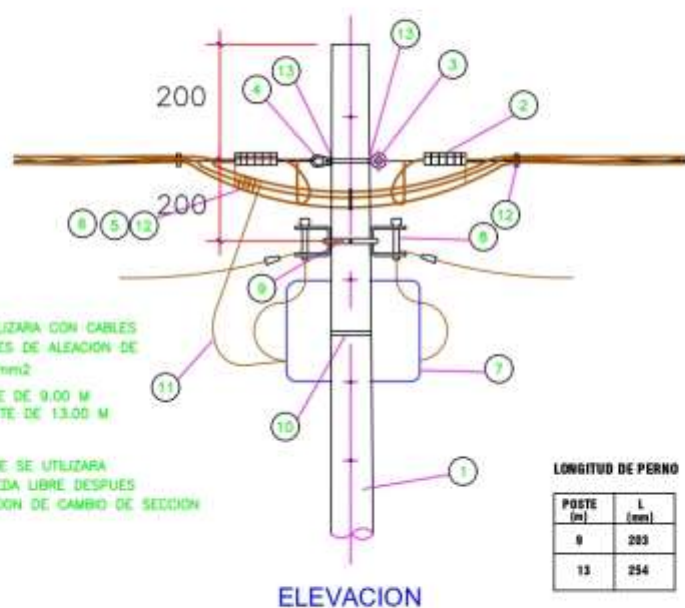 13
13
4
3
2
200
200
6 5 12
12
6
9
LIZARA CON CABLES
ES DE ALEACION DE
mm2
E DE 9.00 M
TE DE 13.00 M
11
7
10
E SE UTILIZARA
EDA LIBRE DESPUES
ION DE CAMBIO DE SECCION
1
LONGITUD DE PERNO
POSTE (m) L (mm)
9 203
13 254
ELEVACION